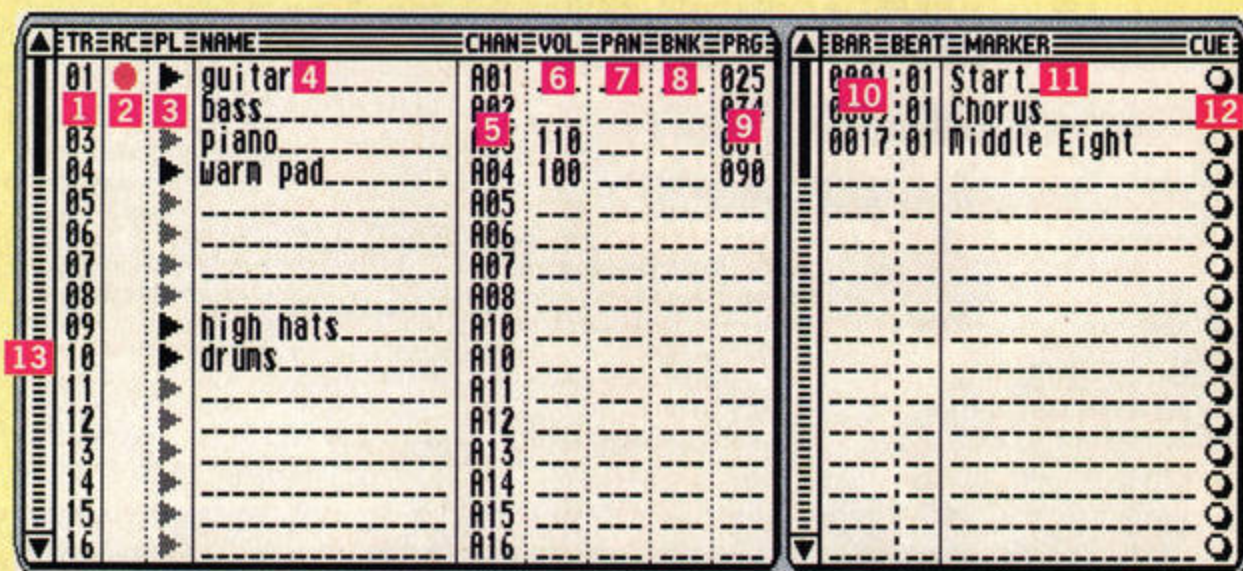 TR RC PL NAME CHAN VOL PAN BNK PRG
01 guitar 4 A01 6 7 8 025
1 2 3 bass
03 piano 5 110 9
04 warm pad A04 100 090
05 A05
06 A06
07 A07
08 A08
09 high hats A10
13 10 drums A10
11 A11
12 A12
13 A13
14 A14
15 A15
16 A16
BAR BEAT MARKER CUE
0001:01 Start 11
10 :01 Chorus 12
0017:01 Middle Eight